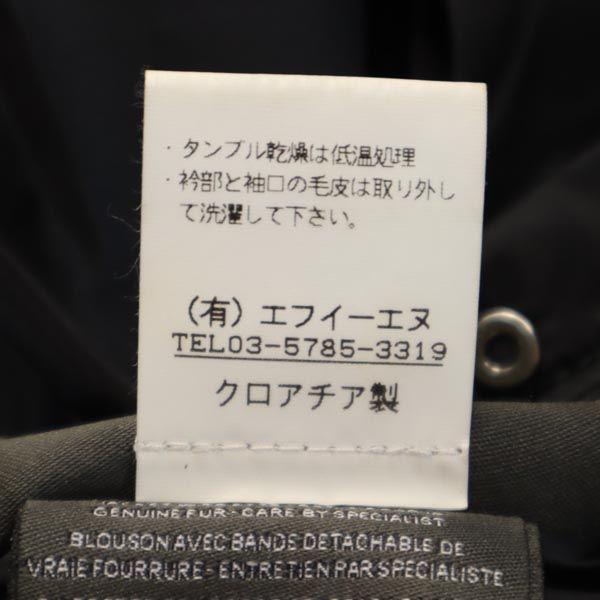 ・タンブル乾燥は低温処理
・衿部と袖口の毛皮は取り外し
て洗濯して下さい。
(有)エフイーエヌ
TEL03-5785-3319
クロアチア製
GENUINE FUR - CARE BY SPECIALIST
BLOUSON AVEC BANDE DETACHABLE DE
VRAIE FOURRURE - ENTRETIEN PAR SPECIALISTE